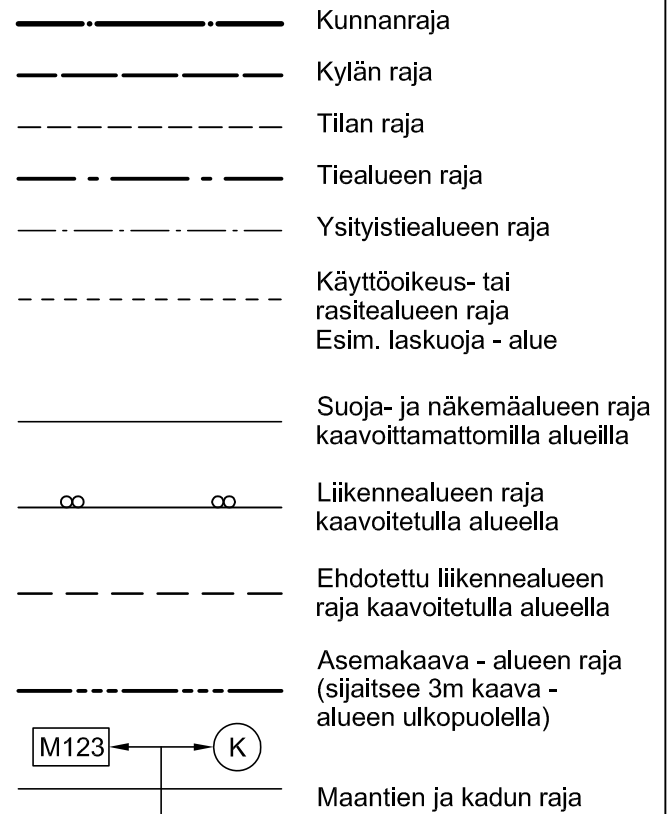 Kunnanraja
Kylän raja
Tilan raja
Tiealueen raja
Ysityistiealueen raja
Käyttöoikeus- tai
rasitealueen raja
Esim. laskuoja - alue
Suoja- ja näkemäalueen raja
kaavoittamattomilla alueilla
Liikennealueen raja
kaavoitetulla alueella
Ehdotettu liikennealueen
raja kaavoitetulla alueella
Asemakaava - alueen raja
(sijaitsee 3m kaava -
alueen ulkopuolella)
M123 K
Maantien ja kadun raja